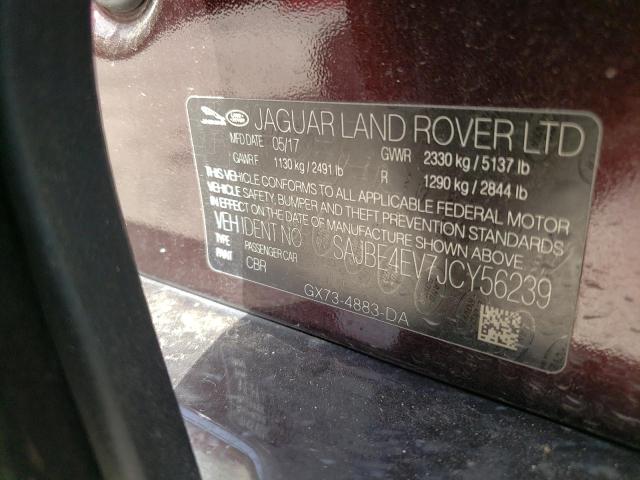 JAGUAR LAND ROVER LTD
MFD DATE 05/17 GVWR 2330 kg / 5137 lb
GAWR F 1130 kg / 2491 lb R 1290 kg / 2844 lb
THIS VEHICLE CONFORMS TO ALL APPLICABLE FEDERAL MOTOR
VEHICLE SAFETY, BUMPER AND THEFT PREVENTION STANDARDS
IN EFFECT ON THE DATE OF MANUFACTURE SHOWN ABOVE
VEH IDENT NO SAJBE4EV7JCY56239
TYPE PASSENGER CAR
PAINT CBR
GX73-4883-DA